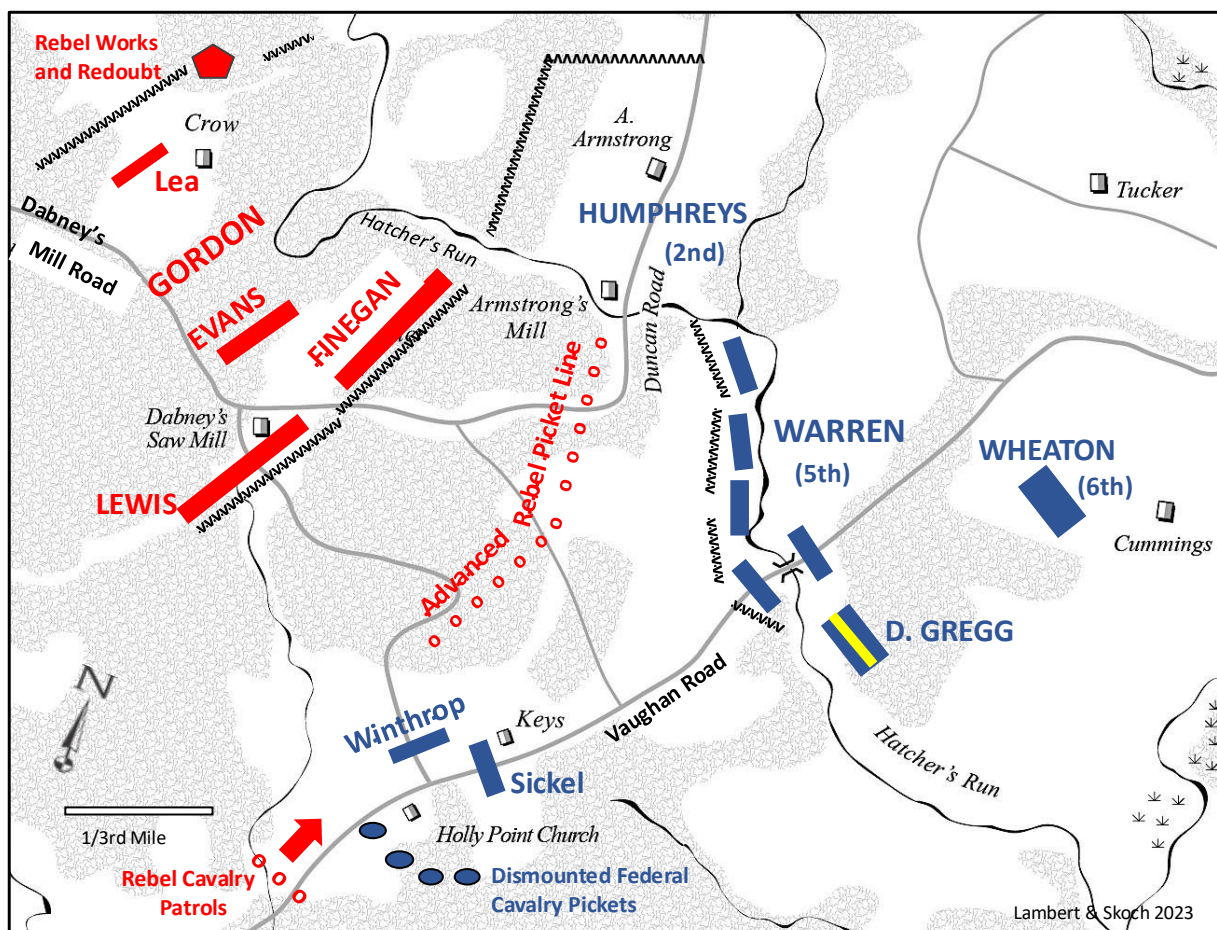 Rebel Works
and Redoubt
Crow
Lea
Dabney's
Mill Road
GORDON
EVANS
FINEGAN
Hatcher's Run
A.
Armstrong
HUMPHREYS
(2nd)
Tucker
Armstrong's
Mill
Duncan Road
Dabney's
Saw Mill
LEWIS
Advanced Rebel Picket Line
WARREN
(5th)
WHEATON
(6th)
Cummings
D. GREGG
Vaughan Road
Hatcher's Run
N
Winthrop
Keys
Sickel
1/3rd Mile
Holly Point Church
Rebel Cavalry
Patrols
Dismounted Federal
Cavalry Pickets
Lambert & Skoch 2023